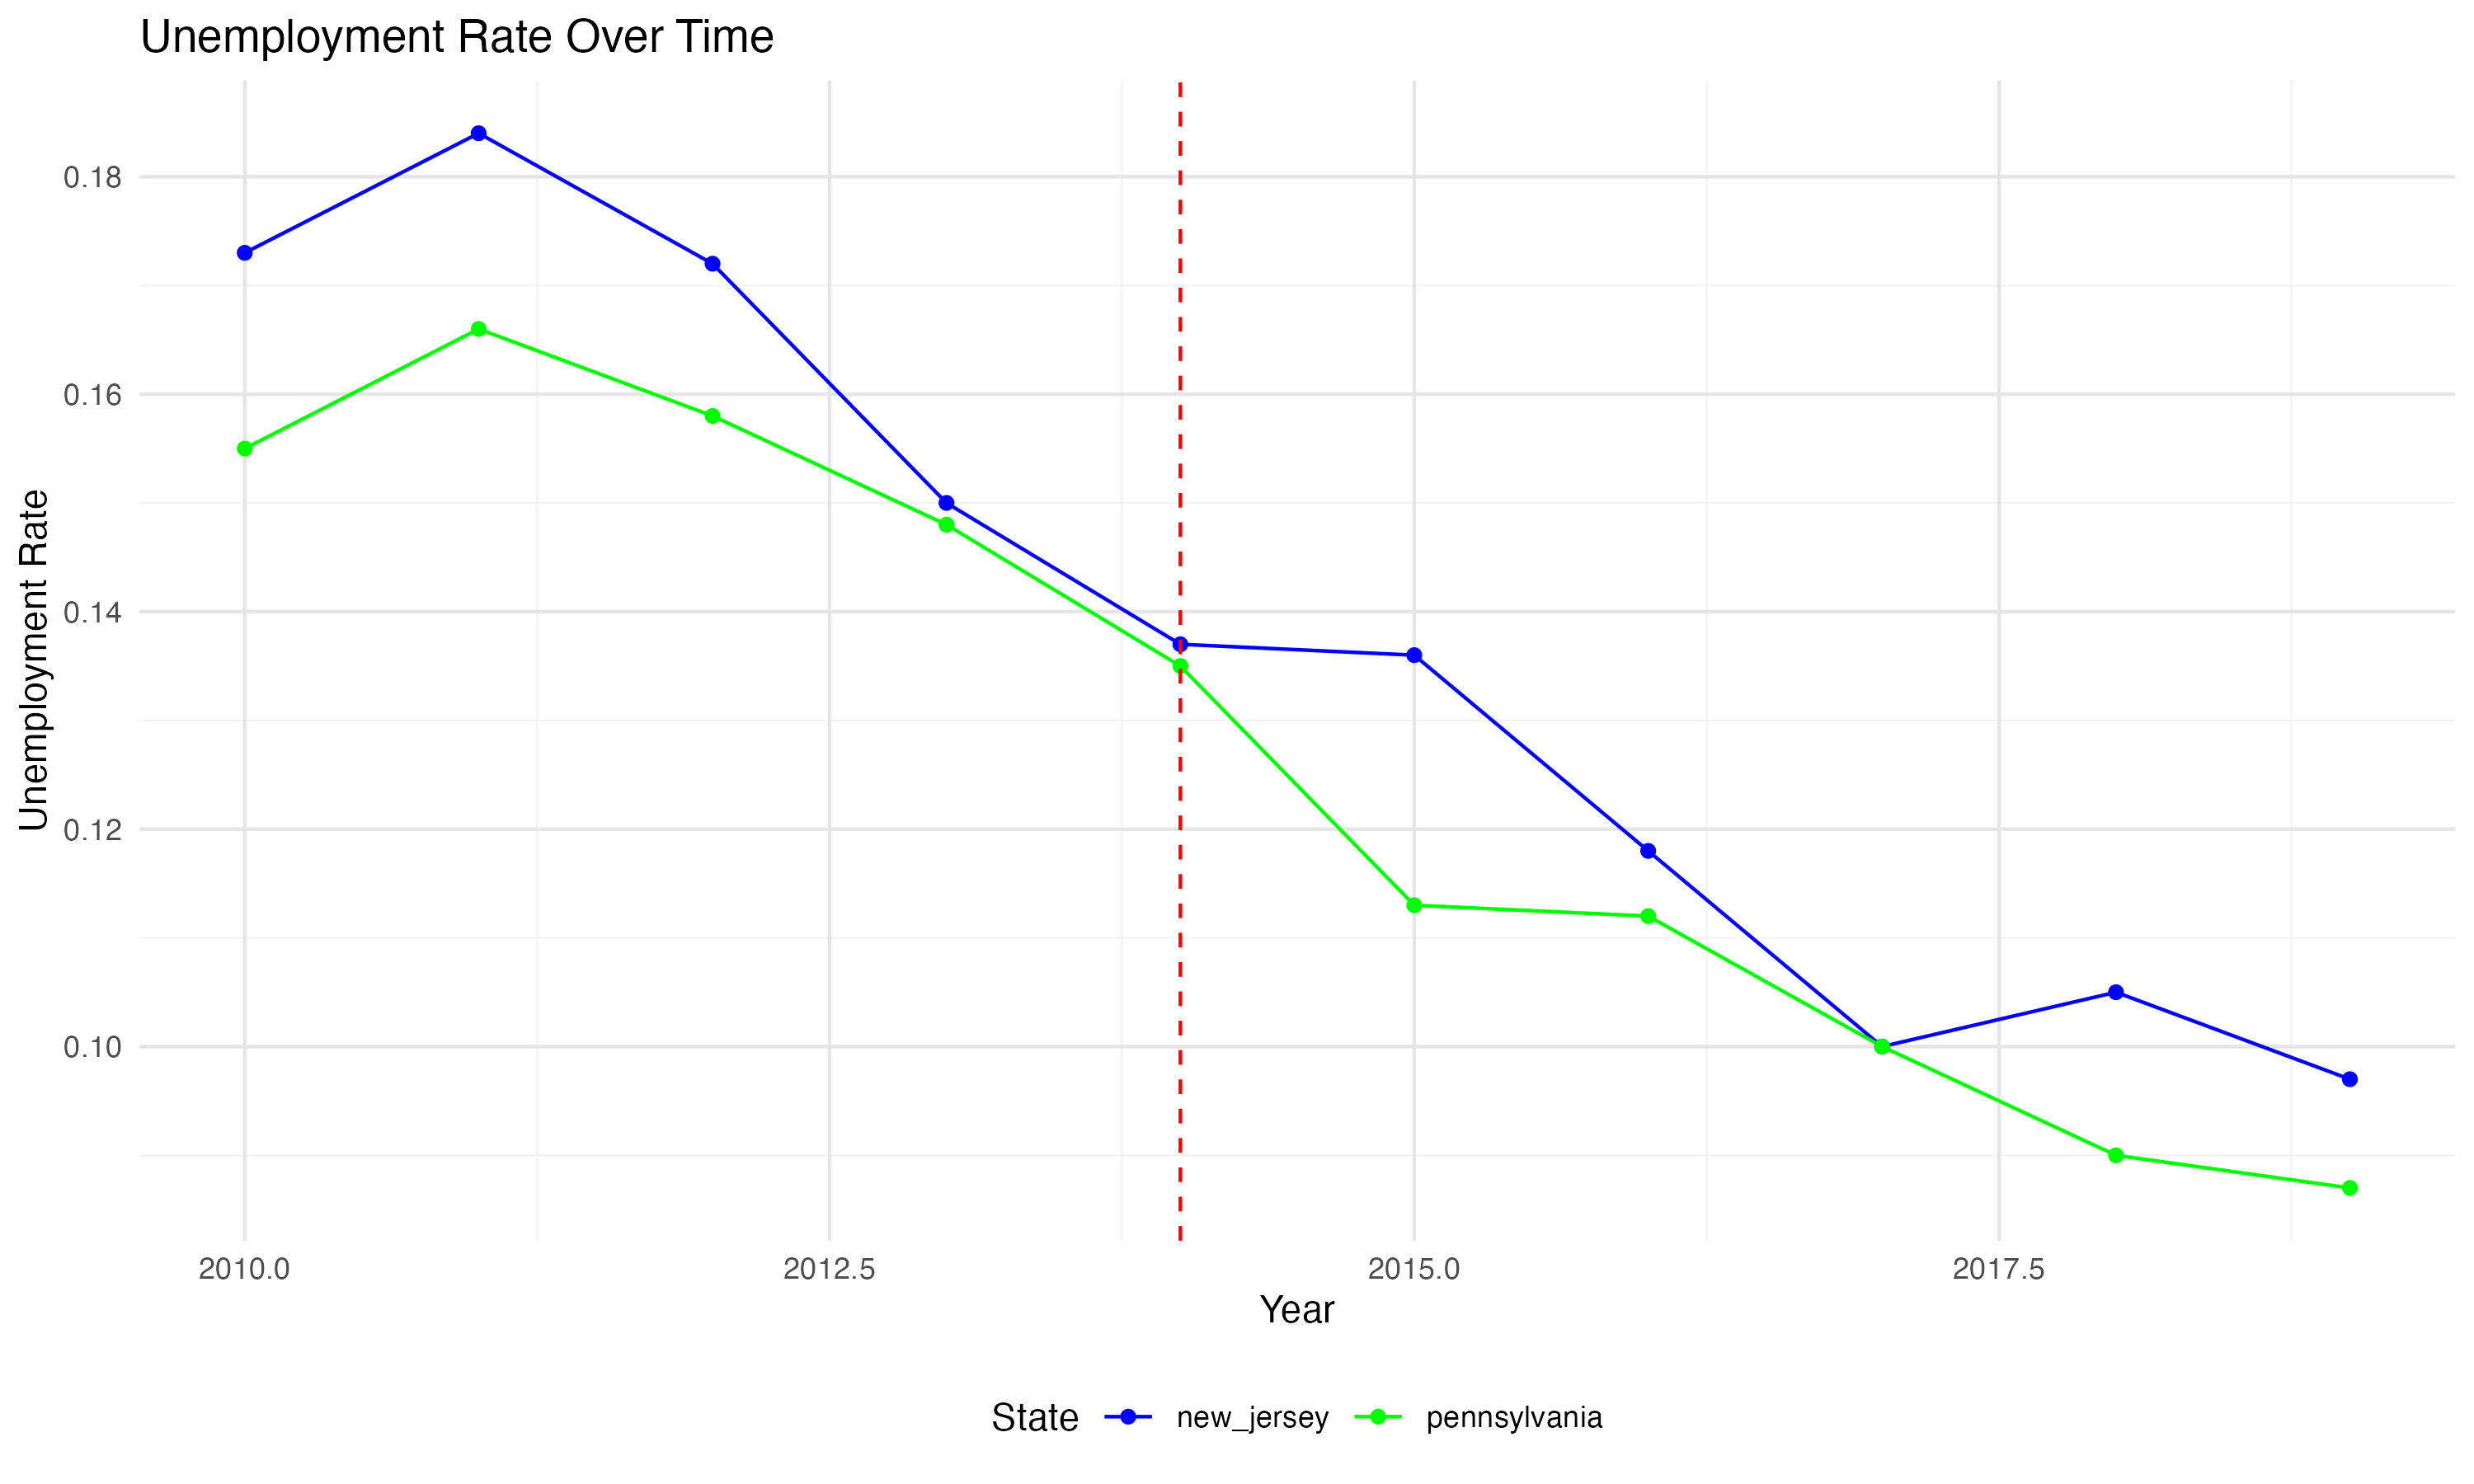 Unemployment Rate Over Time
Unemployment Rate
0.18
0.16
0.14
0.12
0.10
2010.0 2012.5 2015.0 2017.5
Year
State new_jersey pennsylvania